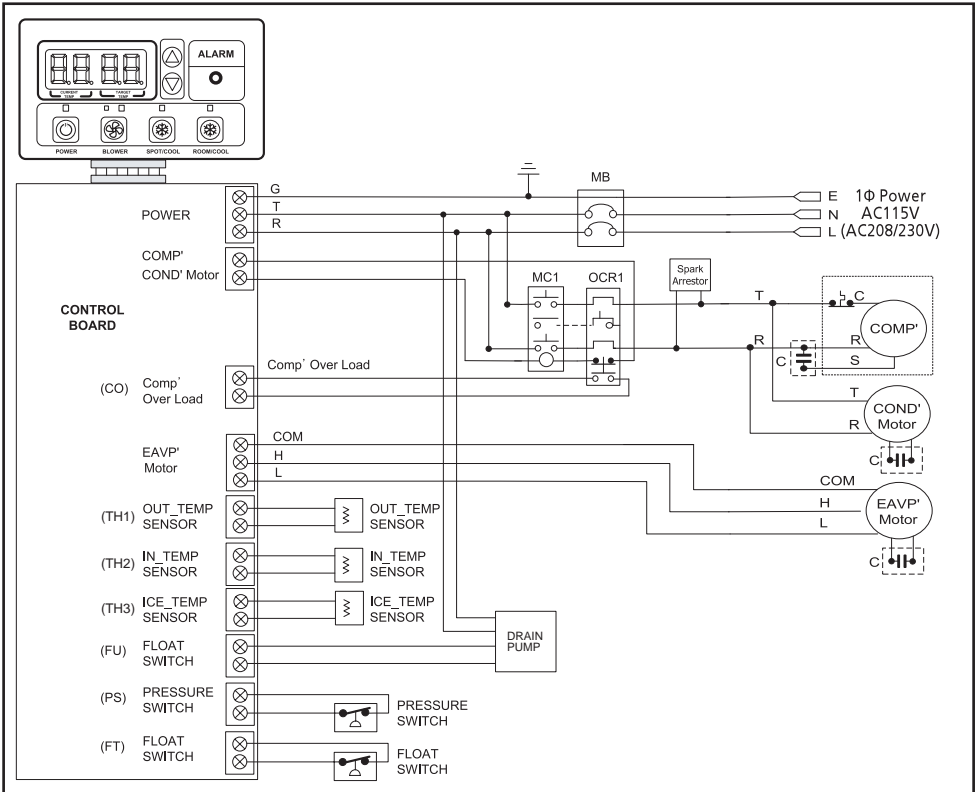 88 88
CURRENT TEMP
TARGET TEMP
ALARM
POWER
BLOWER
SPOT/COOL
ROOM/COOL
CONTROL
BOARD
POWER
G
T
R
MB
E
N
L
1Φ Power
AC115V
(AC208/230V)
COMP'
COND' Motor
MC1
OCR1
Spark
Arrestor
T
C
COMP'
R
R
S
C
(CO)
Comp'
Over Load
Comp' Over Load
T
R
COND'
Motor
C
EAVP'
Motor
COM
H
L
COM
H
L
EAVP'
Motor
C
(TH1)
OUT_TEMP
SENSOR
OUT_TEMP
SENSOR
(TH2)
IN_TEMP
SENSOR
IN_TEMP
SENSOR
(TH3)
ICE_TEMP
SENSOR
ICE_TEMP
SENSOR
(FU)
FLOAT
SWITCH
DRAIN
PUMP
(PS)
PRESSURE
SWITCH
PRESSURE
SWITCH
(FT)
FLOAT
SWITCH
FLOAT
SWITCH